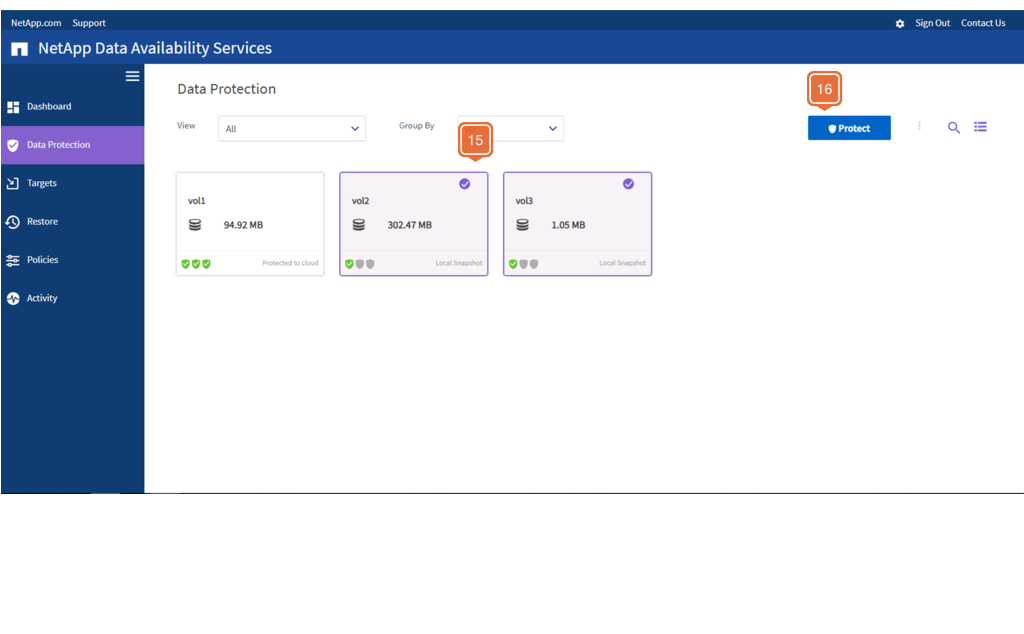 NetApp.com Support Sign Out Contact Us
NetApp Data Availability Services
Dashboard
Data Protection
Targets
Restore
Policies
Activity
Data Protection
16
View All Group By
15
Protect
vol1
94.92 MB
Protected to cloud
vol2
302.47 MB
Local Snapshot
vol3
1.05 MB
Local Snapshot